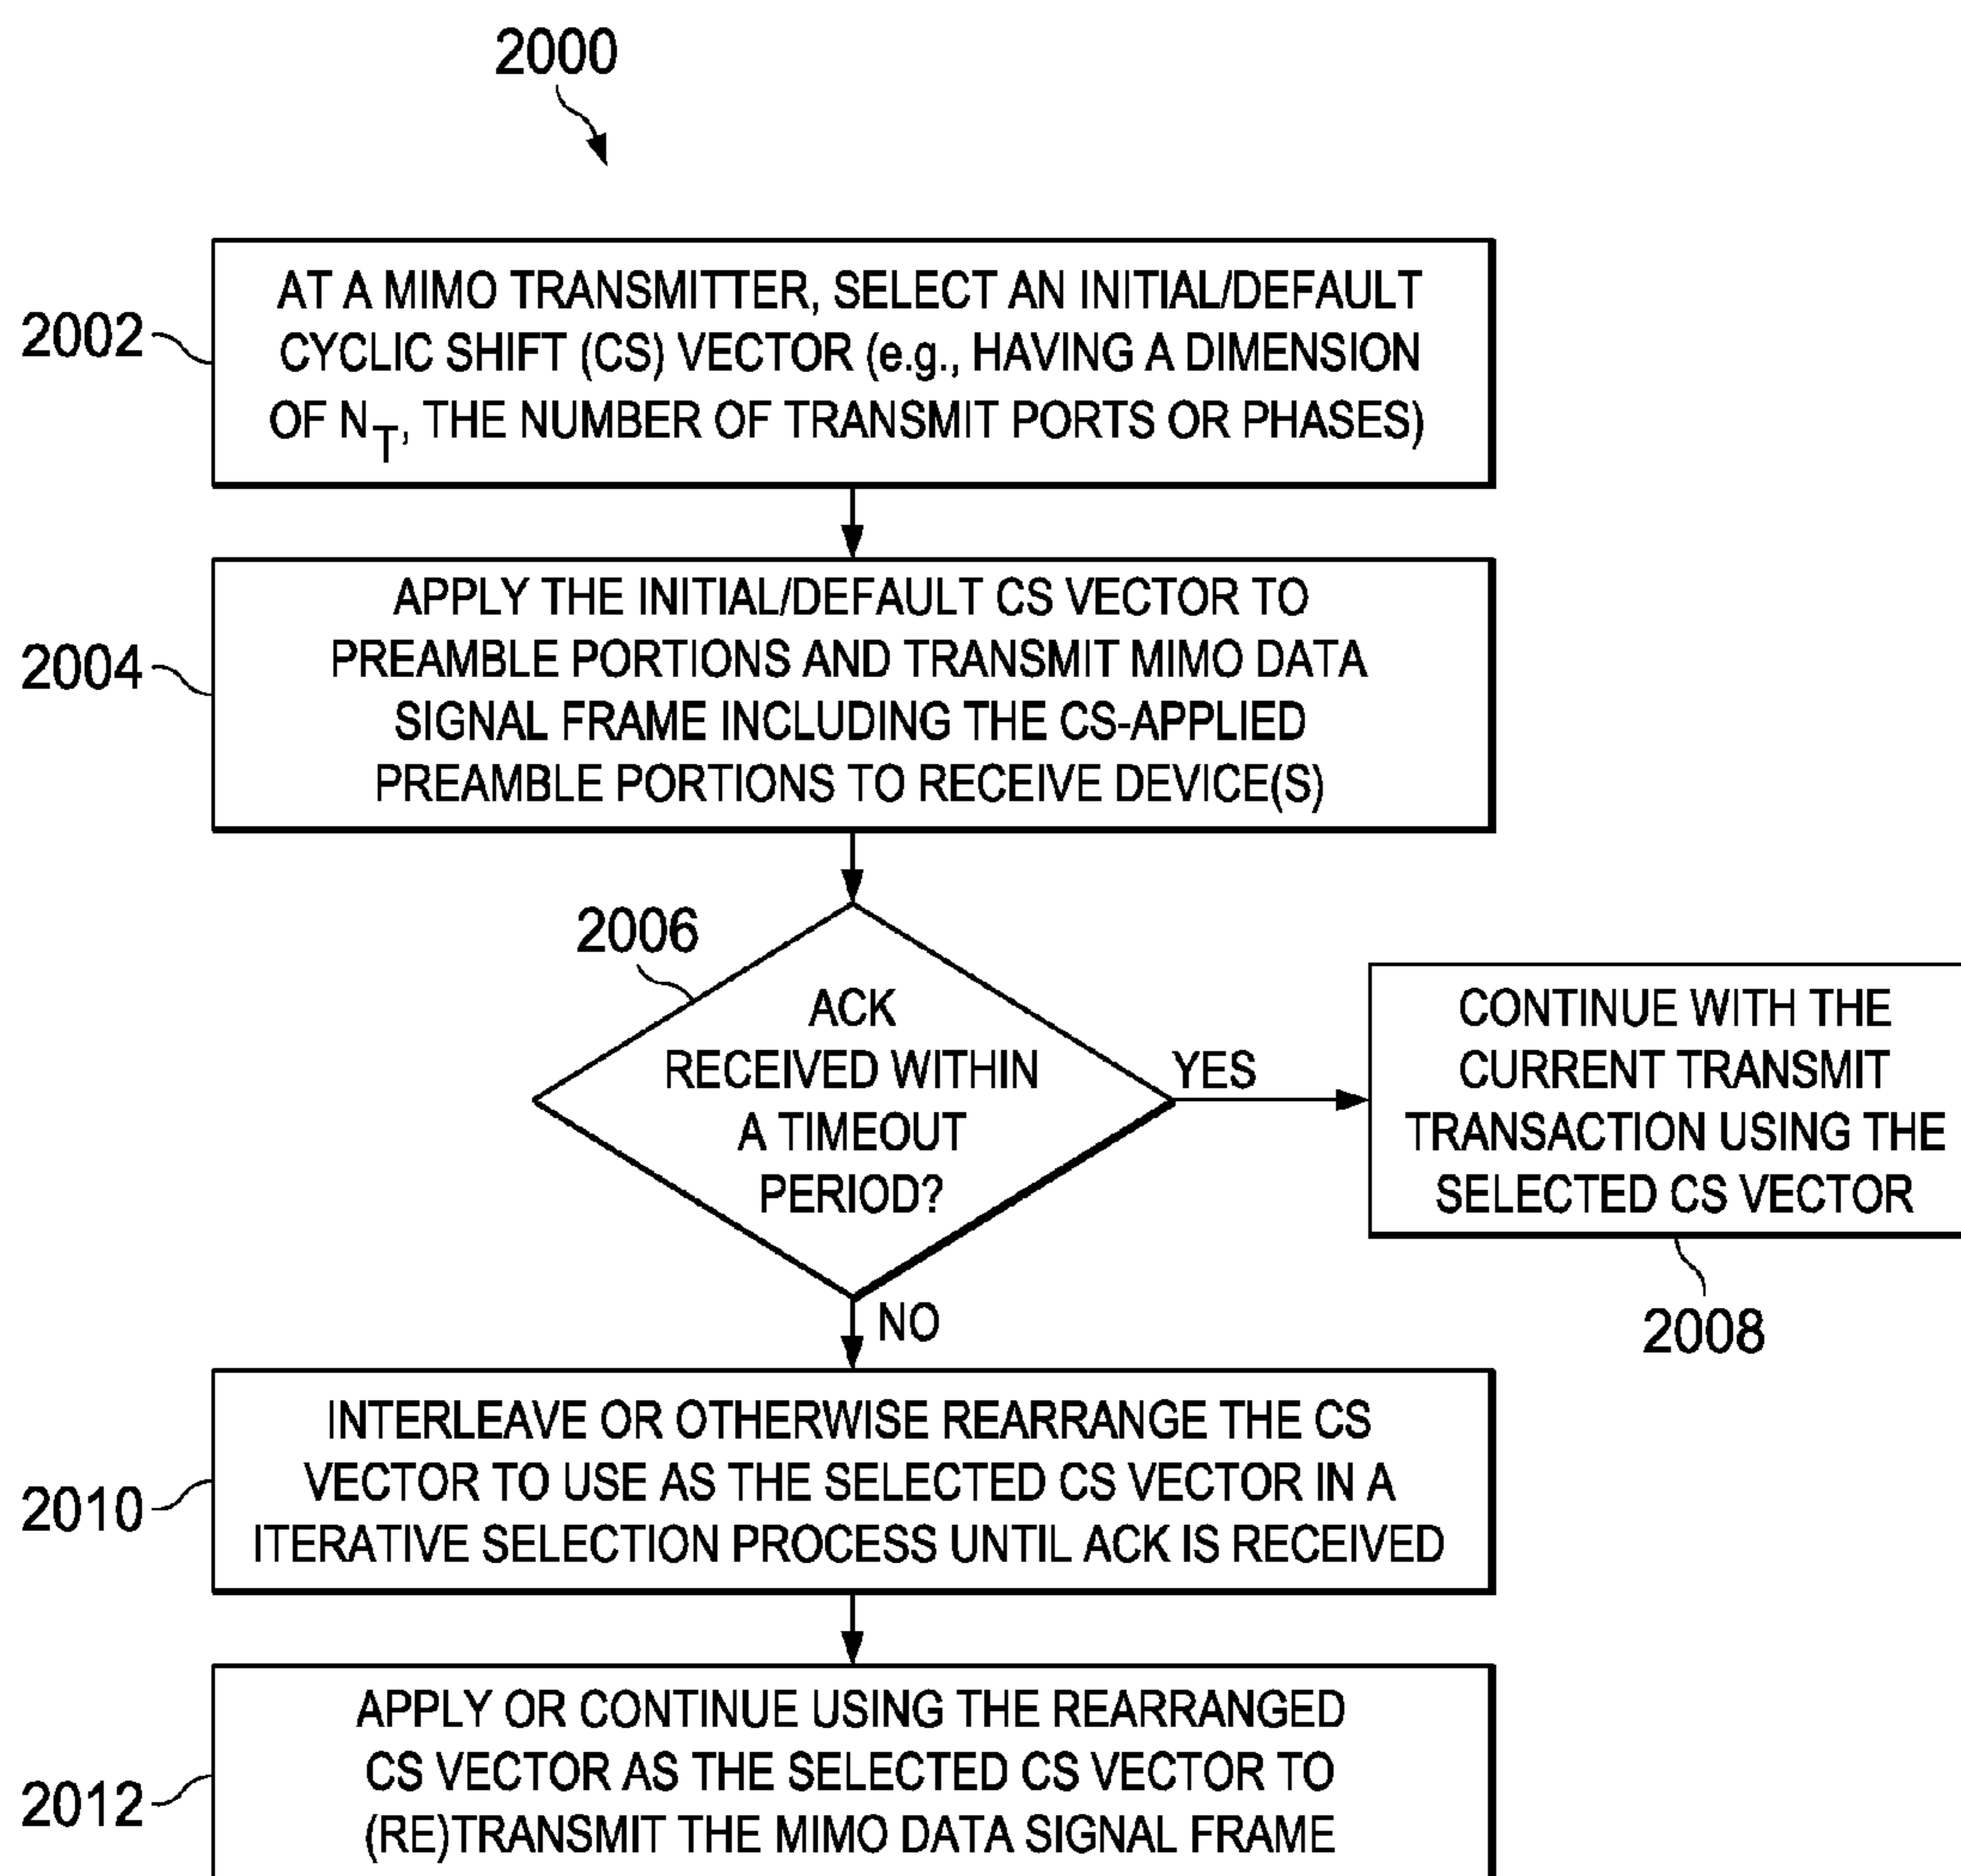 2000
2002
AT A MIMO TRANSMITTER, SELECT AN INITIAL/DEFAULT
CYCLIC SHIFT (CS) VECTOR (e.g., HAVING A DIMENSION
OF N_T, THE NUMBER OF TRANSMIT PORTS OR PHASES)
2004
APPLY THE INITIAL/DEFAULT CS VECTOR TO
PREAMBLE PORTIONS AND TRANSMIT MIMO DATA
SIGNAL FRAME INCLUDING THE CS-APPLIED
PREAMBLE PORTIONS TO RECEIVE DEVICE(S)
2006
ACK
RECEIVED WITHIN
A TIMEOUT
PERIOD?
YES
CONTINUE WITH THE
CURRENT TRANSMIT
TRANSACTION USING THE
SELECTED CS VECTOR
2008
NO
2010
INTERLEAVE OR OTHERWISE REARRANGE THE CS
VECTOR TO USE AS THE SELECTED CS VECTOR IN A
ITERATIVE SELECTION PROCESS UNTIL ACK IS RECEIVED
2012
APPLY OR CONTINUE USING THE REARRANGED
CS VECTOR AS THE SELECTED CS VECTOR TO
(RE)TRANSMIT THE MIMO DATA SIGNAL FRAME